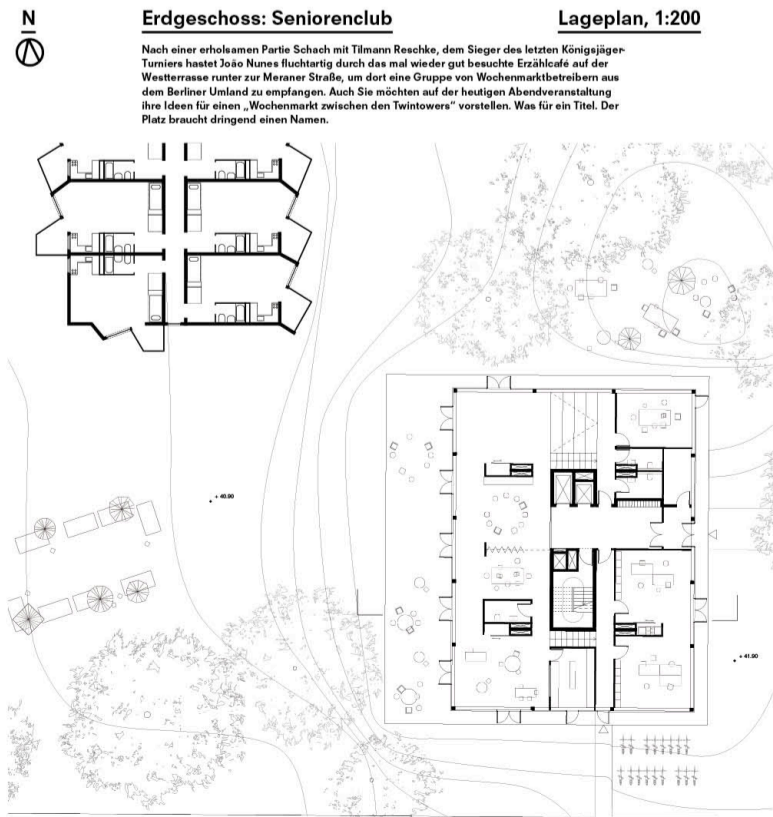 N
Erdgeschoss: Seniorenclub
Lageplan, 1:200
Nach einer erholsamen Partie Schach mit Tilmann Reschke, dem Sieger des letzten Königsjäger-
Turniers hastet João Nunes fluchtartig durch das mal wieder gut besuchte Erzählcafé auf der
Westterrasse runter zur Meraner Straße, um dort eine Gruppe von Wochenmarktbetreibern aus
dem Berliner Umland zu empfangen. Auch Sie möchten auf der heutigen Abendveranstaltung
ihre Ideen für einen „Wochenmarkt zwischen den Twintowers“ vorstellen. Was für ein Titel. Der
Platz braucht dringend einen Namen.
+ 40.90
+ 41.90